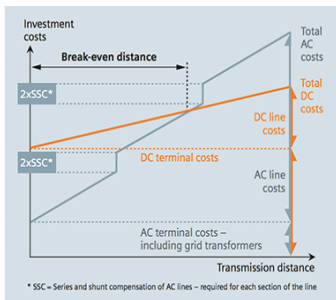 Investment
costs
Total
AC
costs
Break-even distance
2xSSC*
Total
DC
costs
DC line
costs
2xSSC*
DC terminal costs
AC line
costs
AC terminal costs –
including grid transformers
Transmission distance
* SSC = Series and shunt compensation of AC lines – required for each section of the line